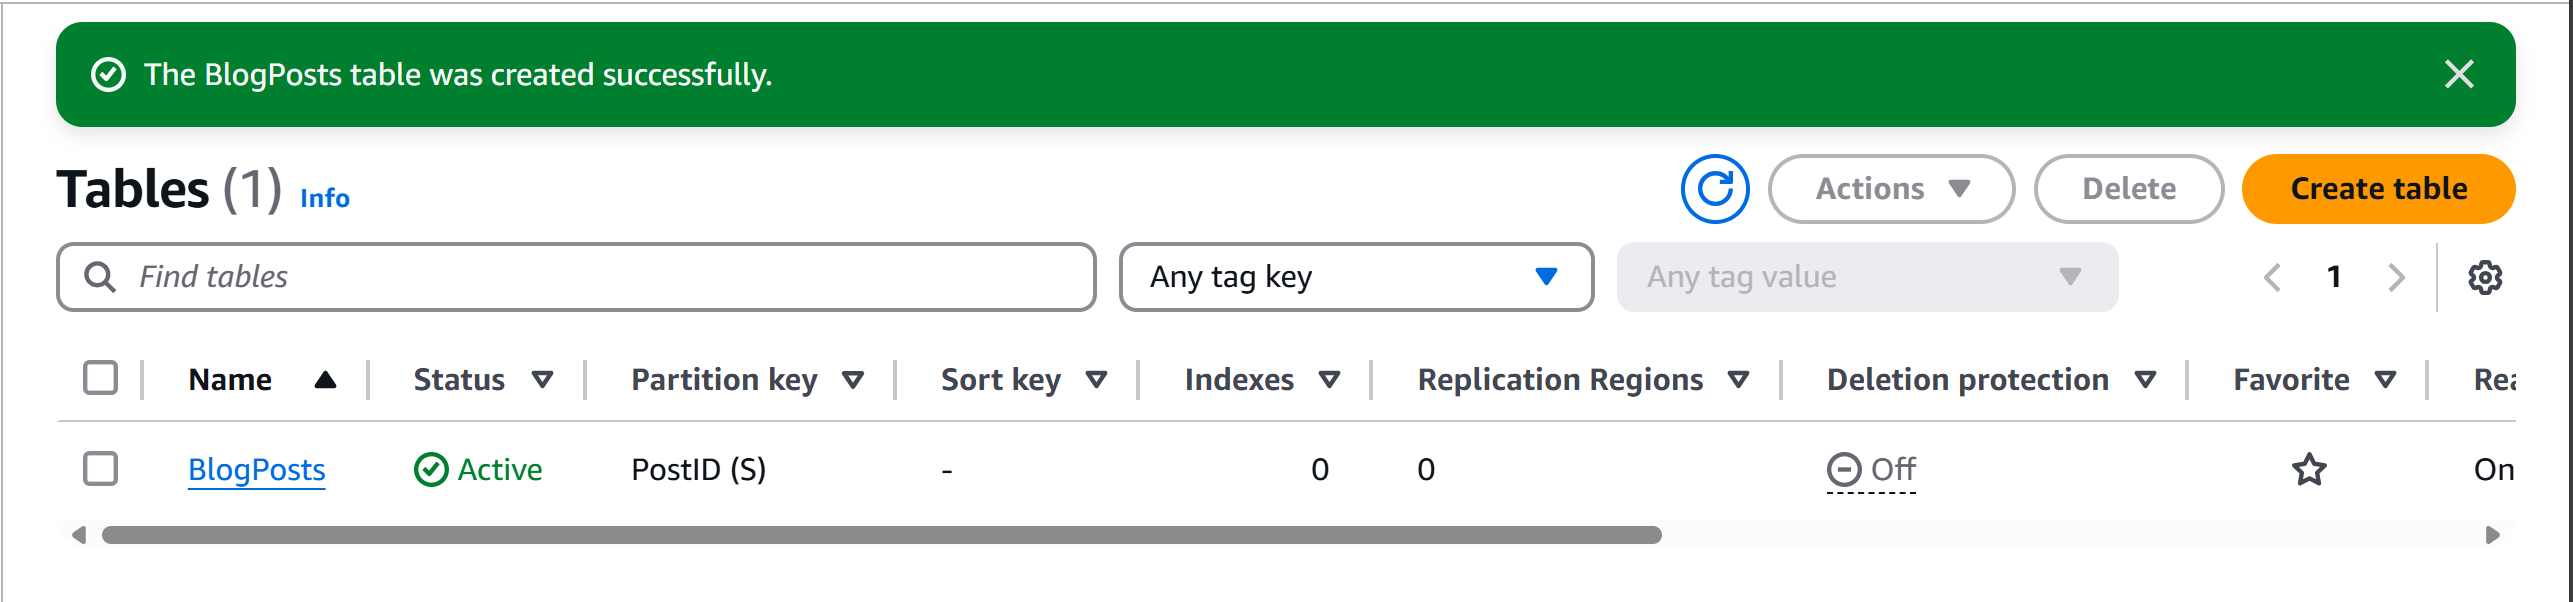 The BlogPosts table was created successfully.
Tables (1) Info
Actions
Delete
Create table
Find tables
Any tag key
Any tag value
1
Name Status Partition key Sort key Indexes Replication Regions Deletion protection Favorite Rea
BlogPosts Active PostID (S) - 0 0 Off On